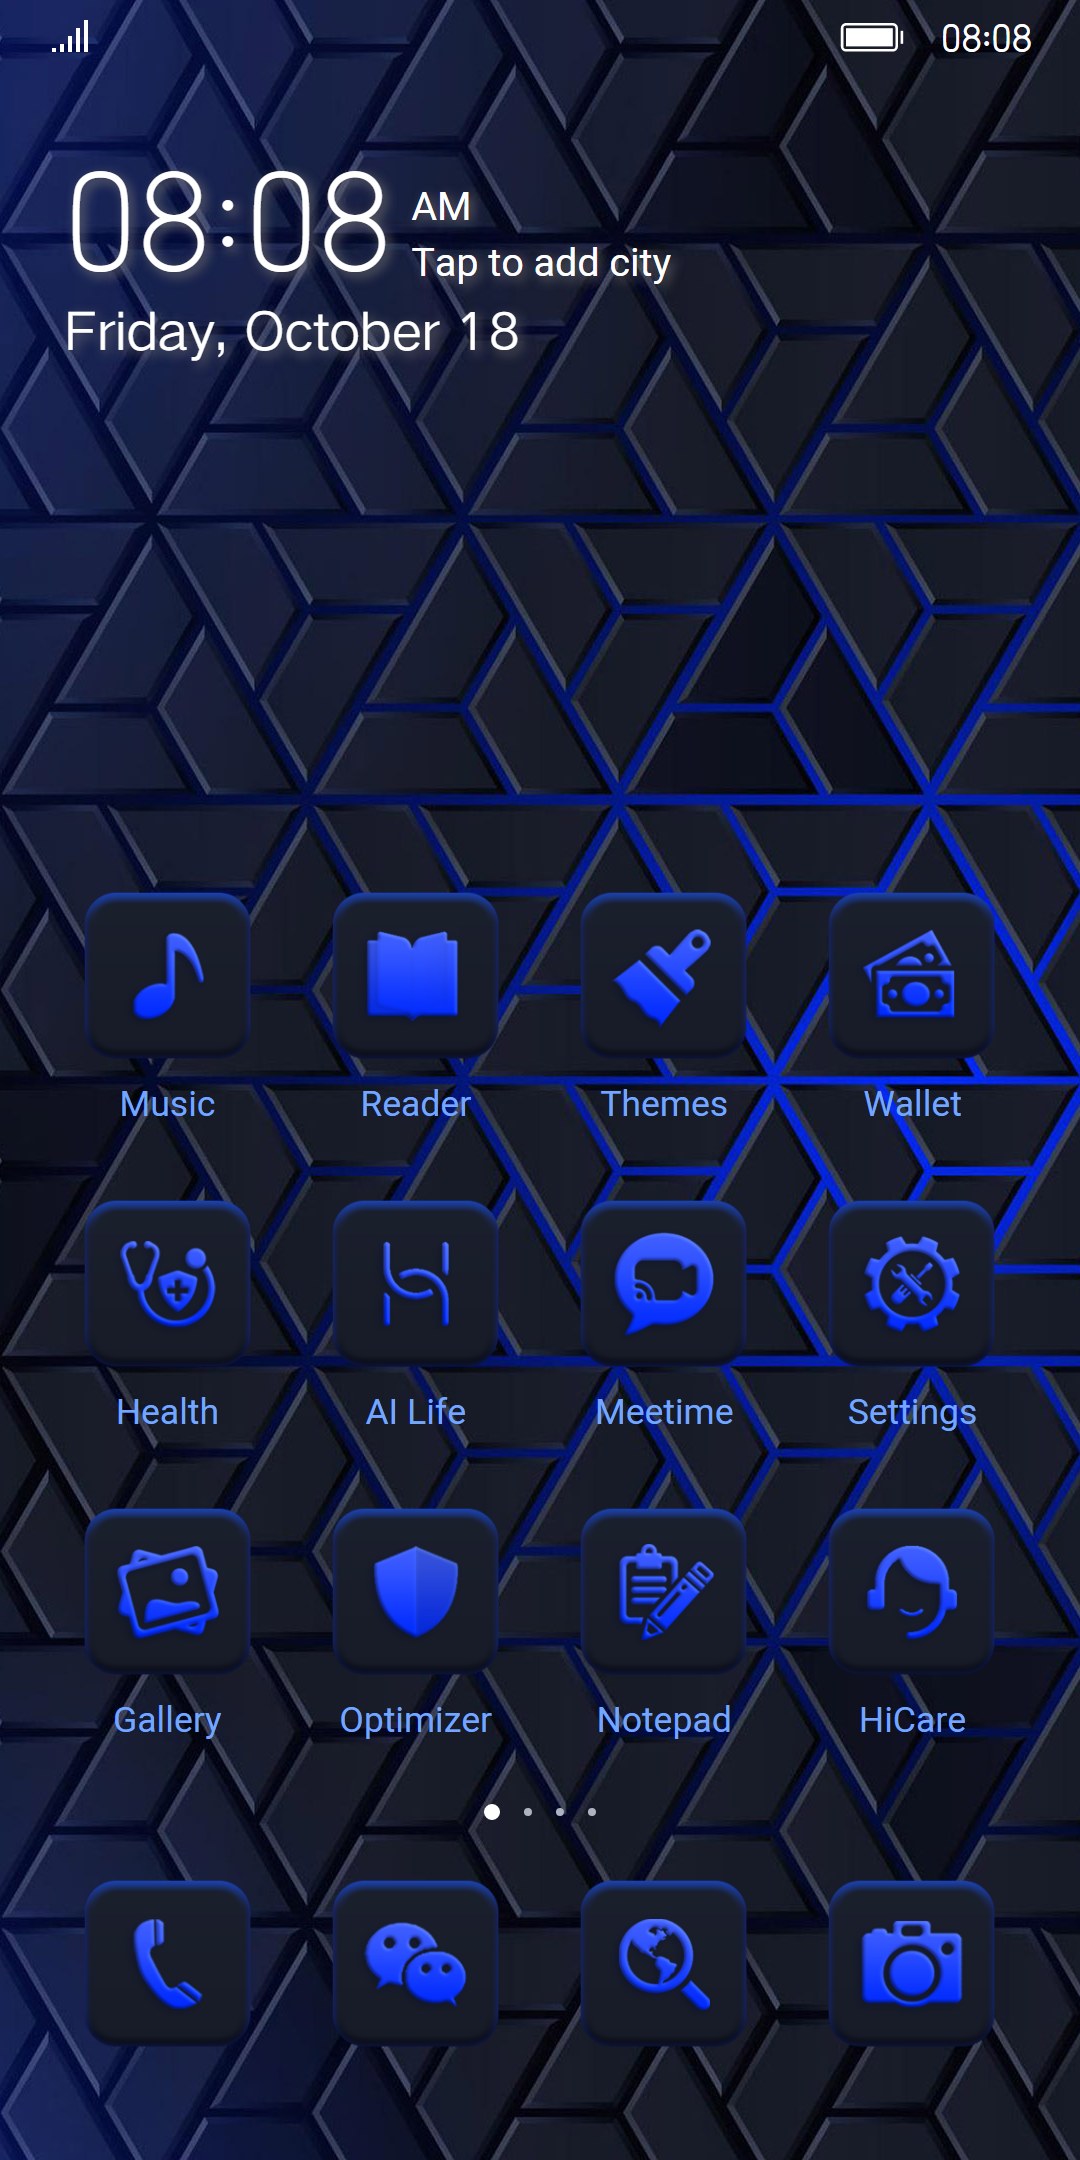 08:08
08:08 AM
Tap to add city
Friday, October 18
Music Reader Themes Wallet
Health AI Life Meetime Settings
Gallery Optimizer Notepad HiCare